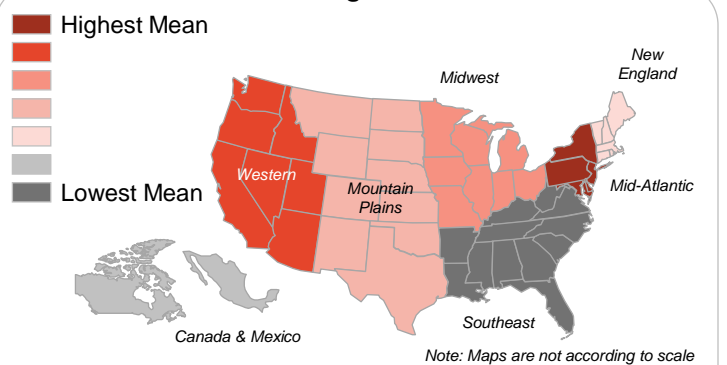 Highest Mean
Lowest Mean
Midwest
New
England
Western
Mountain
Plains
Mid-Atlantic
Canada & Mexico
Southeast
Note: Maps are not according to scale